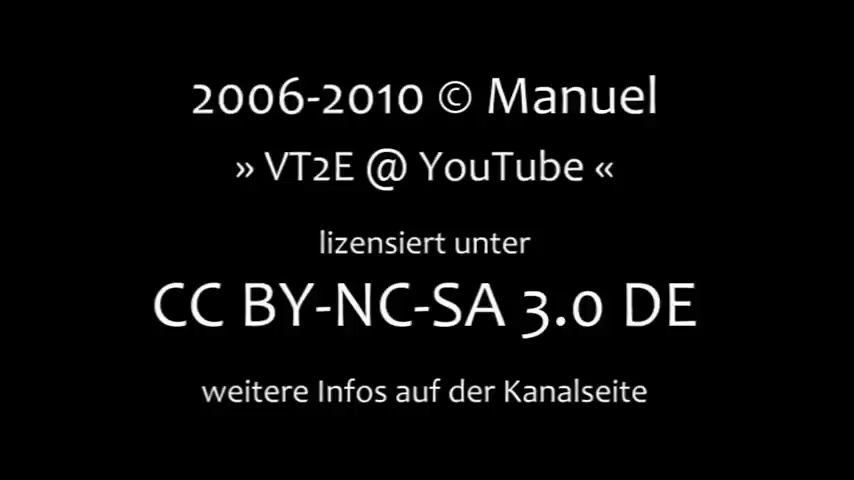 2006-2010 © Manuel
» VT2E @ YouTube «
lizensiert unter
CC BY-NC-SA 3.0 DE
weitere Infos auf der Kanalseite